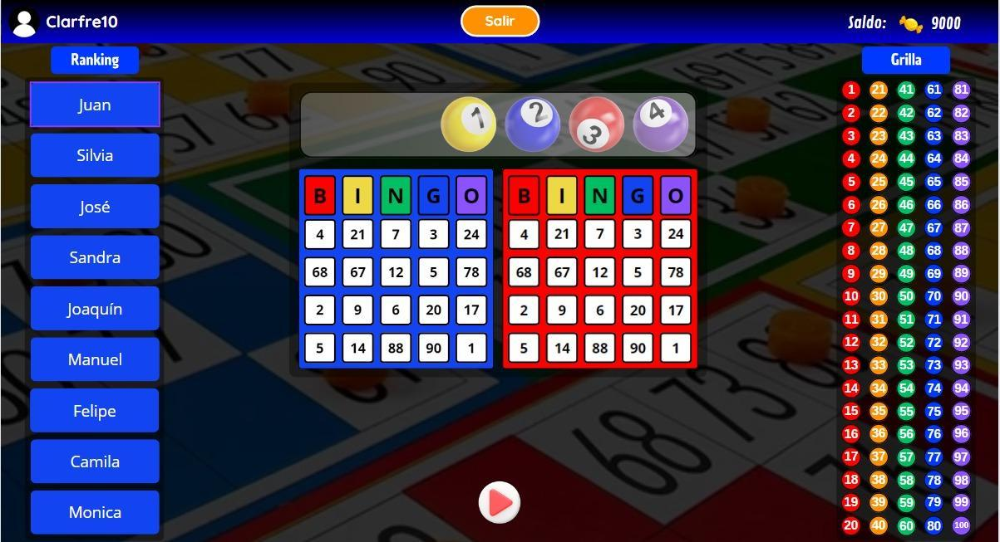 Clarfre10
Salir
Saldo: 9000
Ranking
Juan
Silvia
José
Sandra
Joaquín
Manuel
Felipe
Camila
Monica
1 2 3 4
B I N G O
4 21 7 3 24
68 67 12 5 78
2 9 6 20 17
5 14 88 90 1
B I N G O
4 21 7 3 24
68 67 12 5 78
2 9 6 20 17
5 14 88 90 1
Grilla
1 21 41 61 81
2 22 42 62 82
3 23 43 63 83
4 24 44 64 84
5 25 45 65 85
6 26 46 66 86
7 27 47 67 87
8 28 48 68 88
9 29 49 69 89
10 30 50 70 90
11 31 51 71 91
12 32 52 72 92
13 33 53 73 93
14 34 54 74 94
15 35 55 75 95
16 36 56 76 96
17 37 57 77 97
18 38 58 78 98
19 39 59 79 99
20 40 60 80 100
77
90
68 73